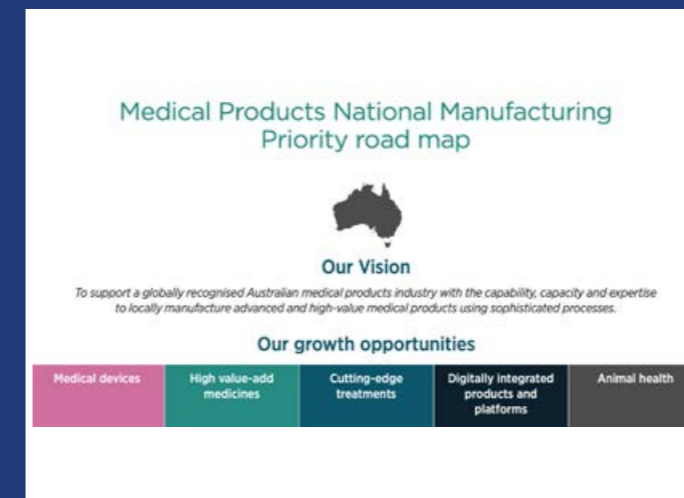 Medical Products National Manufacturing
Priority road map
Our Vision
To support a globally recognised Australian medical products industry with the capability, capacity and expertise
to locally manufacture advanced and high-value medical products using sophisticated processes.
Our growth opportunities
Medical devices
High value-add
medicines
Cutting-edge
treatments
Digitally integrated
products and
platforms
Animal health